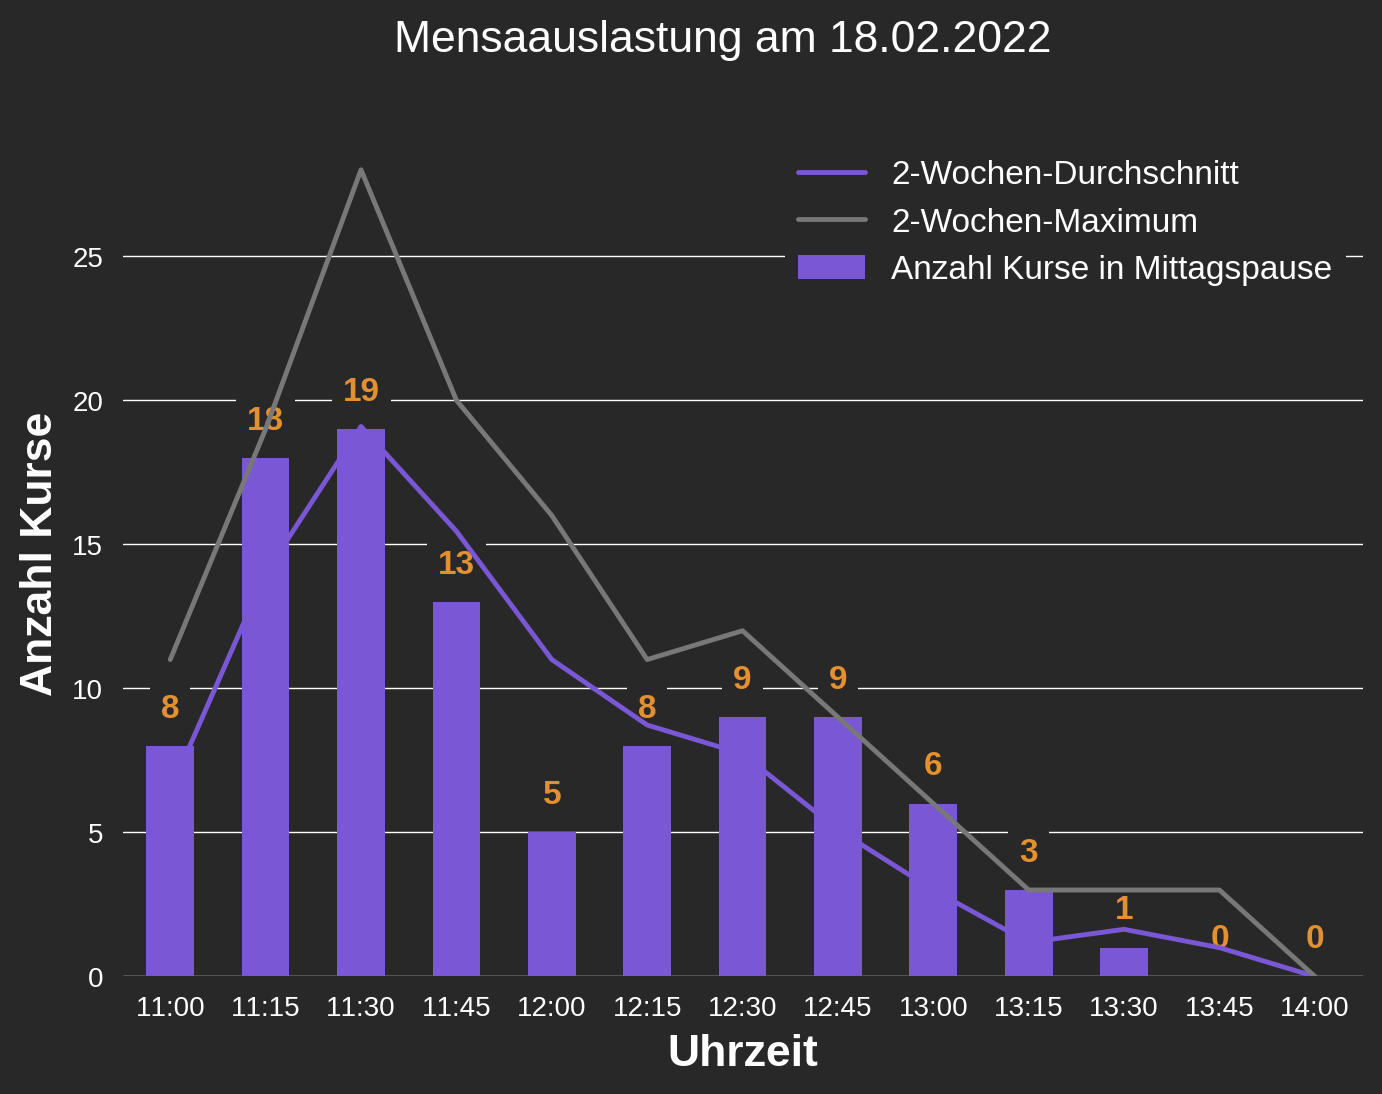 Mensaauslastung am 18.02.2022
2-Wochen-Durchschnitt
2-Wochen-Maximum
Anzahl Kurse in Mittagspause
Anzahl Kurse
25
20
15
10
5
0
8
18
19
13
5
8
9
9
6
3
1
0
0
11:00 11:15 11:30 11:45 12:00 12:15 12:30 12:45 13:00 13:15 13:30 13:45 14:00
Uhrzeit